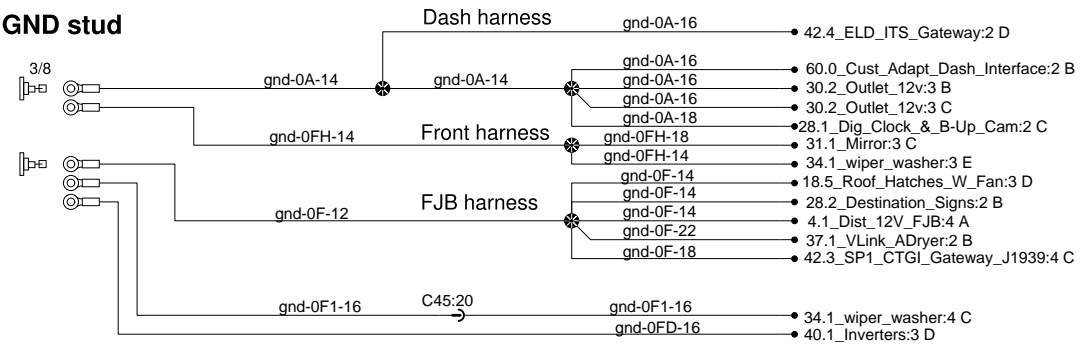 GND stud
Dash harness
gnd-0A-16
42.4_ELD_ITS_Gateway:2 D
3/8
gnd-0A-14
gnd-0A-14
gnd-0A-16
60.0_Cust_Adapt_Dash_Interface:2 B
gnd-0A-16
30.2_Outlet_12v:3 B
gnd-0A-16
30.2_Outlet_12v:3 C
gnd-0A-18
28.1_Dig_Clock_&_B-Up_Cam:2 C
gnd-0FH-14
Front harness
gnd-0FH-18
31.1_Mirror:3 C
gnd-0FH-14
34.1_wiper_washer:3 E
gnd-0F-14
18.5_Roof_Hatches_W_Fan:3 D
gnd-0F-14
28.2_Destination_Signs:2 B
gnd-0F-12
FJB harness
gnd-0F-14
4.1_Dist_12V_FJB:4 A
gnd-0F-22
37.1_VLink_ADryer:2 B
gnd-0F-18
42.3_SP1_CTGI_Gateway_J1939:4 C
gnd-0F1-16
C45:20
gnd-0F1-16
34.1_wiper_washer:4 C
gnd-0FD-16
40.1_Inverters:3 D